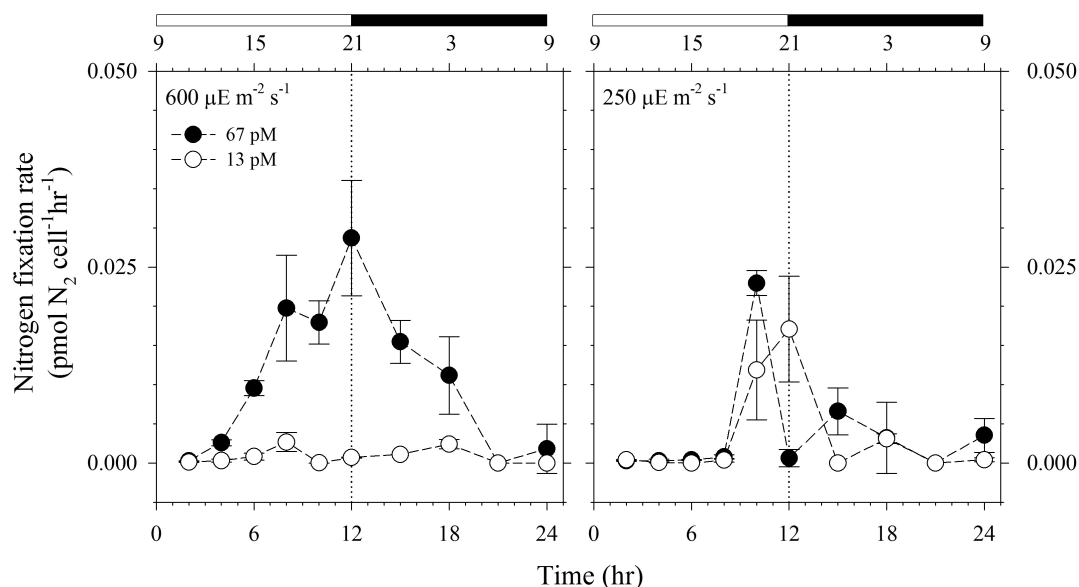 9 15 21 3 9 9 15 21 3 9
0.050 0.050
600 µE m-2 s-1 250 µE m-2 s-1
67 pM
13 pM
Nitrogen fixation rate
(pmol N2 cell-1hr-1)
0.025 0.025
0.000 0.000
0 6 12 18 24 0 6 12 18 24
Time (hr)